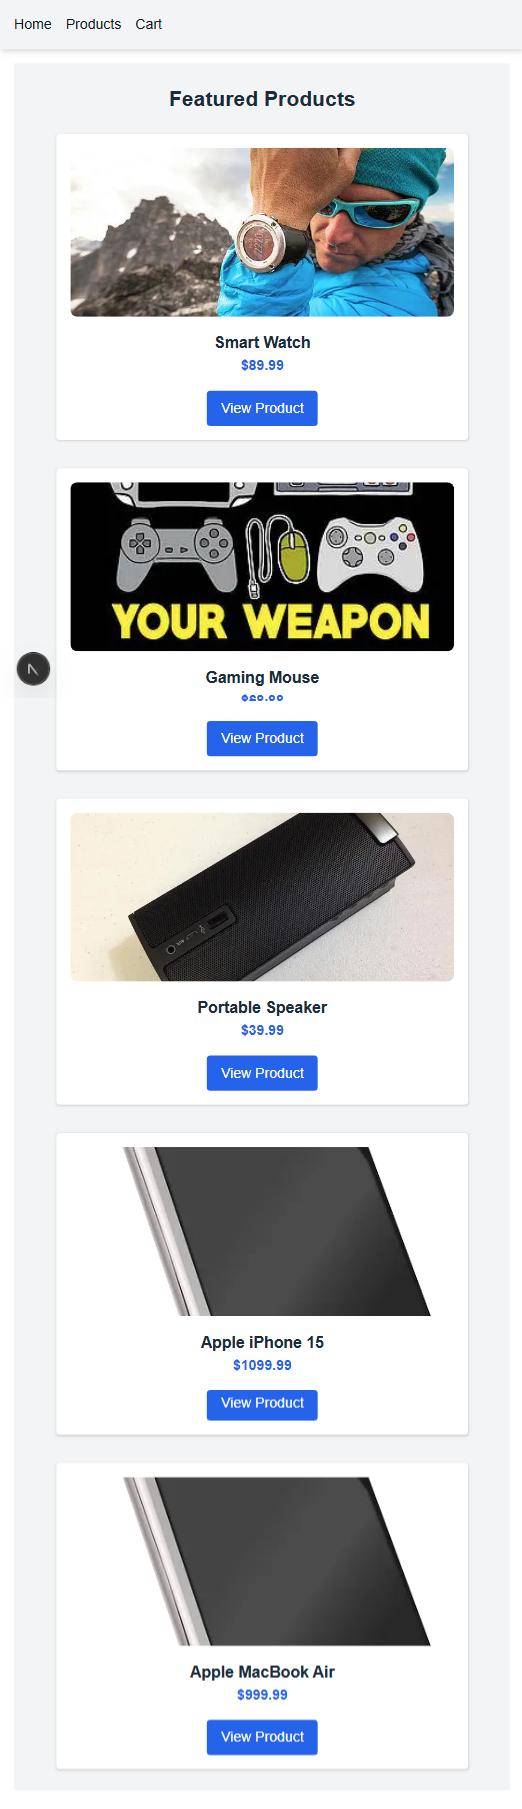 Home Products Cart
Featured Products
Smart Watch
$89.99
View Product
YOUR WEAPON
Gaming Mouse
View Product
Portable Speaker
$39.99
View Product
Apple iPhone 15
$1099.99
View Product
Apple MacBook Air
$999.99
View Product